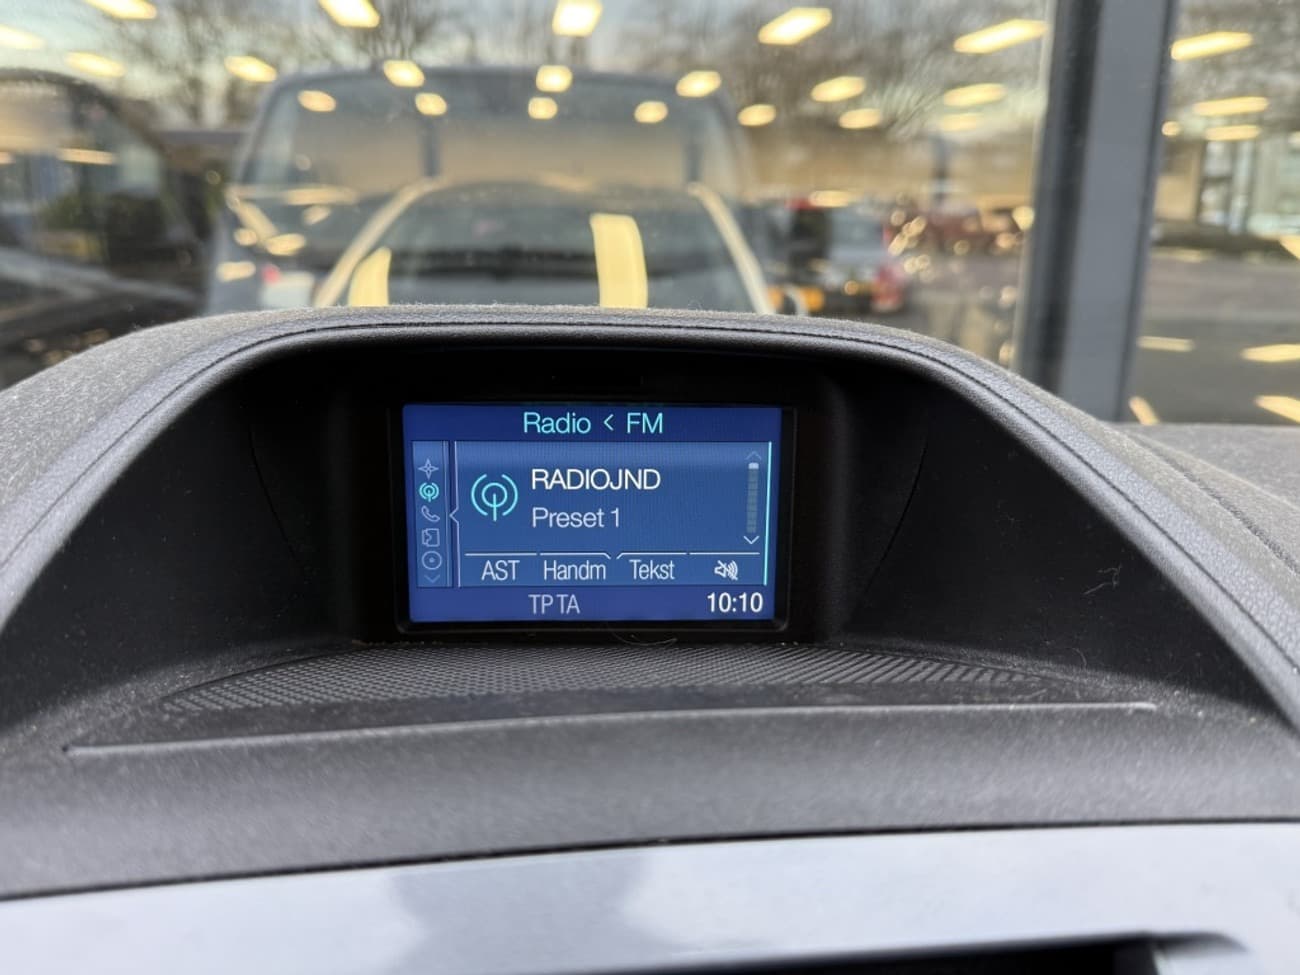 Radio < FM
RADIOJND
Preset 1
AST Handm Tekst
TP TA 10:10